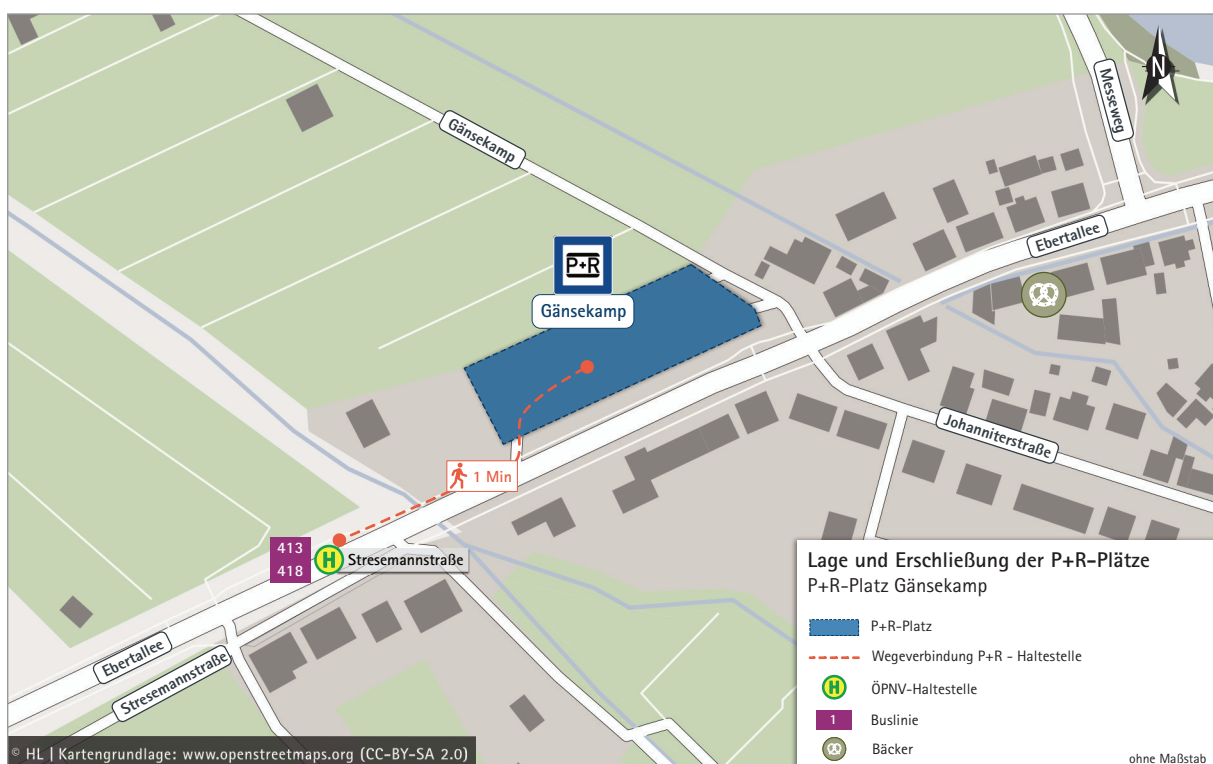 N
Messeweg
Gänsekamp
Ebertallee
P+R
Gänsekamp
Johanniterstraße
1 Min
413
418
H
Stresemannstraße
Ebertallee
Stresemannstraße
Lage und Erschließung der P+R-Plätze
P+R-Platz Gänsekamp
P+R-Platz
Wegeverbindung P+R - Haltestelle
H
ÖPNV-Haltestelle
1
Buslinie
Bäcker
ohne Maßstab
© HL | Kartengrundlage: www.openstreetmaps.org (CC-BY-SA 2.0)